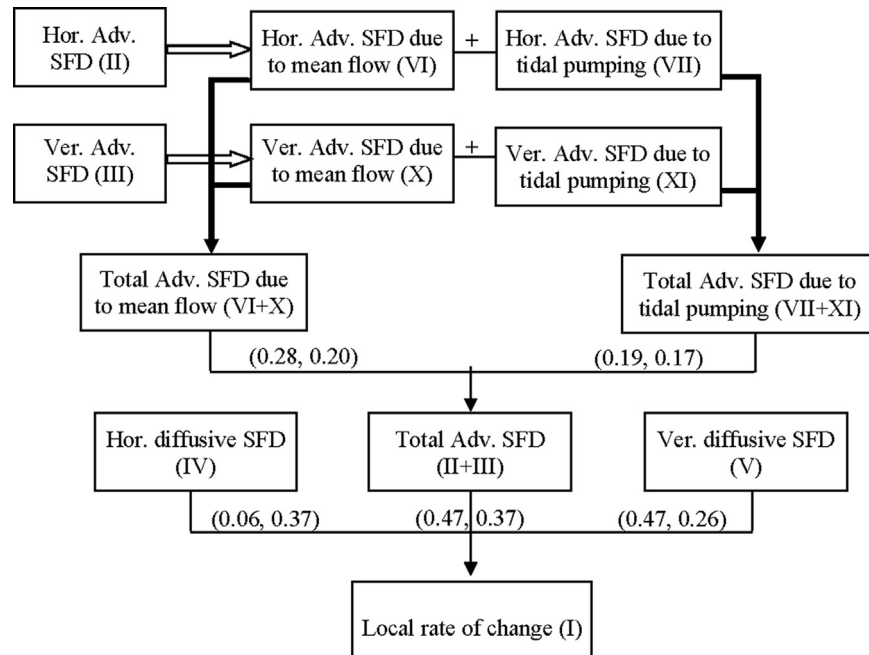 Hor. Adv.
SFD (II)
Hor. Adv. SFD due
to mean flow (VI)
+
Hor. Adv. SFD due to
tidal pumping (VII)
Ver. Adv.
SFD (III)
Ver. Adv. SFD due
to mean flow (X)
+
Ver. Adv. SFD due to
tidal pumping (XI)
Total Adv. SFD due
to mean flow (VI+X)
Total Adv. SFD due to
tidal pumping (VII+XI)
(0.28, 0.20)
(0.19, 0.17)
Hor. diffusive SFD
(IV)
Total Adv. SFD
(II+III)
Ver. diffusive SFD
(V)
(0.06, 0.37)
(0.47, 0.37)
(0.47, 0.26)
Local rate of change (I)